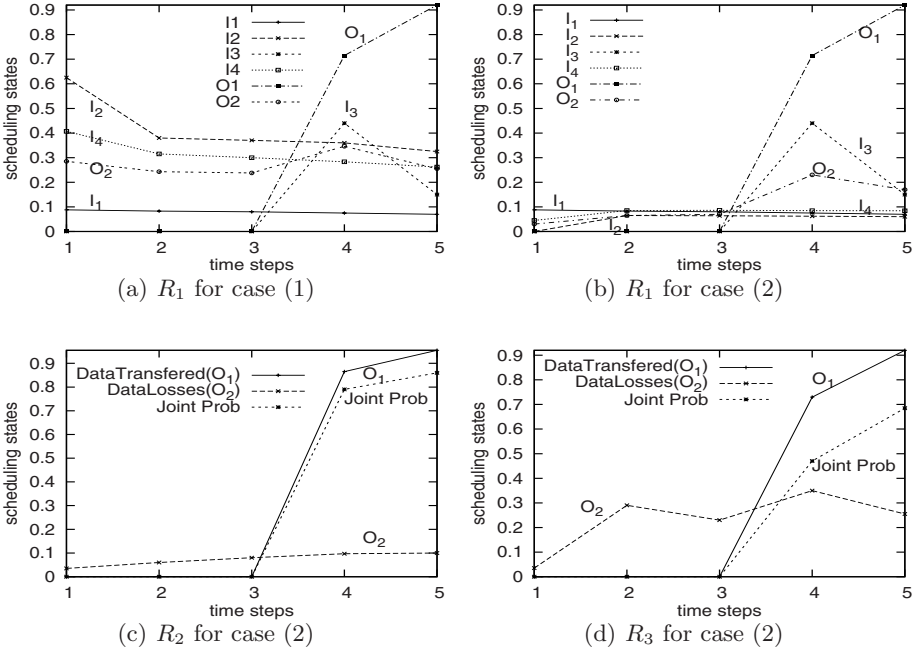 scheduling states
0.9
0.8
0.7
0.6
0.5
0.4
0.3
0.2
0.1
0
1 2 3 4 5
time steps
I1
I2
I3
I4
O1
O2
O1
I2
I4
O2
I3
I1
(a) R1 for case (1)
scheduling states
0.9
0.8
0.7
0.6
0.5
0.4
0.3
0.2
0.1
0
1 2 3 4 5
time steps
I1
I2
I3
I4
O1
O2
O1
I3
O2
I1
I4
I2
(b) R1 for case (2)
scheduling states
0.9
0.8
0.7
0.6
0.5
0.4
0.3
0.2
0.1
0
1 2 3 4 5
time steps
DataTransfered(O1)
DataLosses(O2)
Joint Prob
O1
Joint Prob
O2
(c) R2 for case (2)
scheduling states
0.9
0.8
0.7
0.6
0.5
0.4
0.3
0.2
0.1
0
1 2 3 4 5
time steps
DataTransfered(O1)
DataLosses(O2)
Joint Prob
O1
Joint Prob
O2
(d) R3 for case (2)